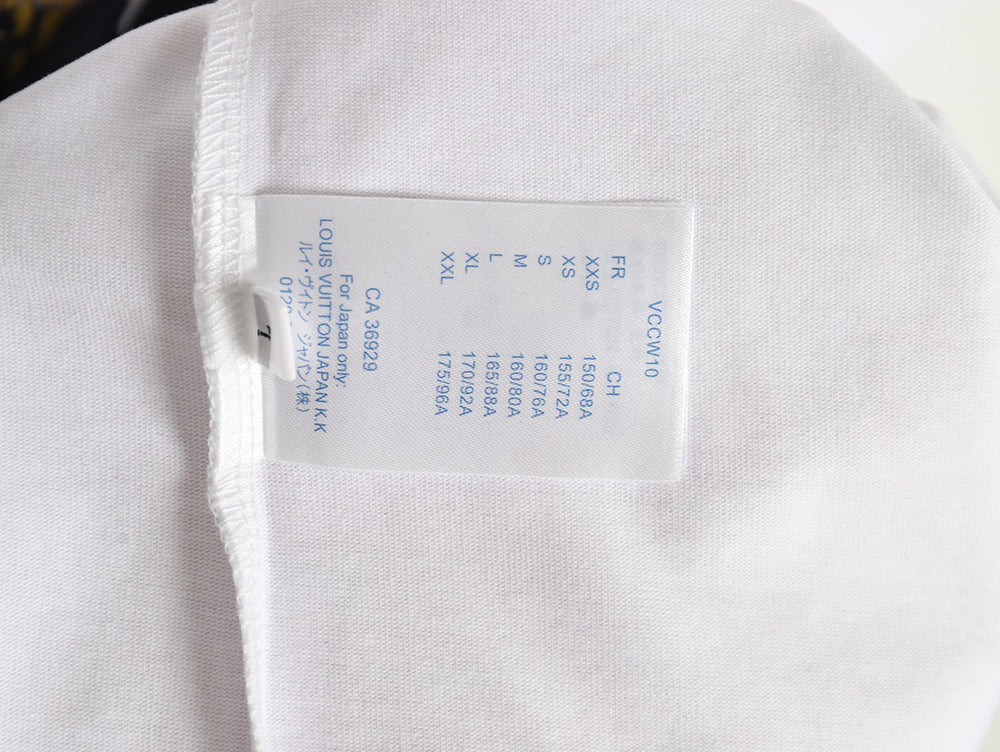 VCCW10
FR CH
XXS 150/68A
XS 155/72A
S 160/76A
M 160/80A
L 165/88A
XL 170/92A
XXL 175/96A
CA 36929
For Japan only:
LOUIS VUITTON JAPAN K.K
ルイ・ヴィトン ジャパン(株)
L